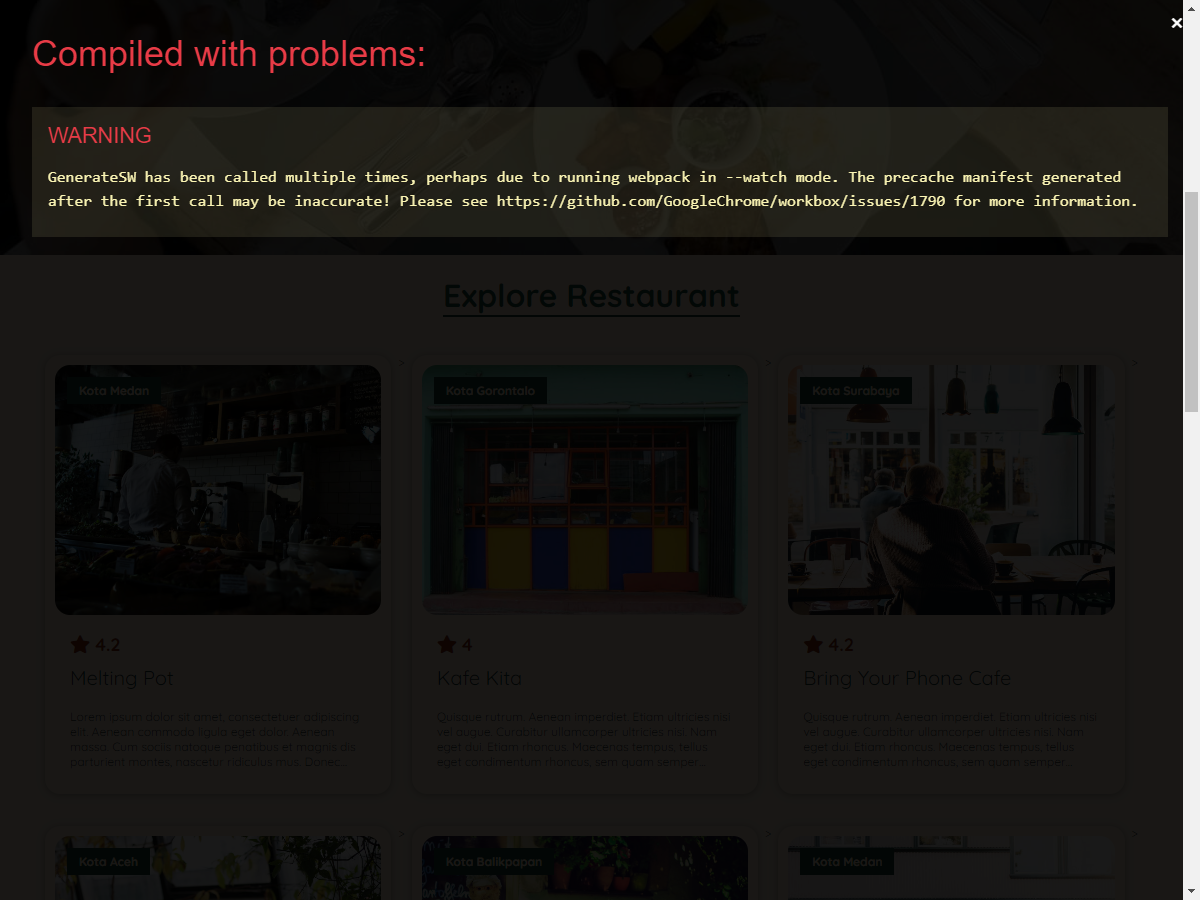 ×
Compiled with problems:
WARNING
GenerateSW has been called multiple times, perhaps due to running webpack in --watch mode. The precache manifest generated
after the first call may be inaccurate! Please see https://github.com/GoogleChrome/workbox/issues/1790 for more information.
Explore Restaurant
Kota Medan
>
Kota Gorontalo
>
Kota Surabaya
>
4.2
4
4.2
Melting Pot
Kafe Kita
Bring Your Phone Cafe
Lorem ipsum dolor sit amet, consectetuer adipiscing
elit. Aenean commodo ligula eget dolor. Aenean
massa. Cum sociis natoque penatibus et magnis dis
parturient montes, nascetur ridiculus mus. Donec...
Quisque rutrum. Aenean imperdiet. Etiam ultricies nisi
vel augue. Curabitur ullamcorper ultricies nisi. Nam
eget dui. Etiam rhoncus. Maecenas tempus, tellus
eget condimentum rhoncus, sem quam semper...
Quisque rutrum. Aenean imperdiet. Etiam ultricies nisi
vel augue. Curabitur ullamcorper ultricies nisi. Nam
eget dui. Etiam rhoncus. Maecenas tempus, tellus
eget condimentum rhoncus, sem quam semper...
Kota Aceh
>
Kota Balikpapan
>
Kota Medan
>